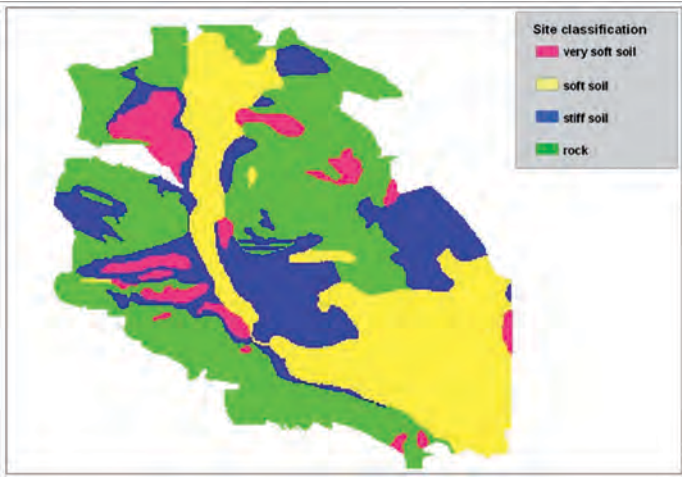 Site classification
very soft soil
soft soil
stiff soil
rock